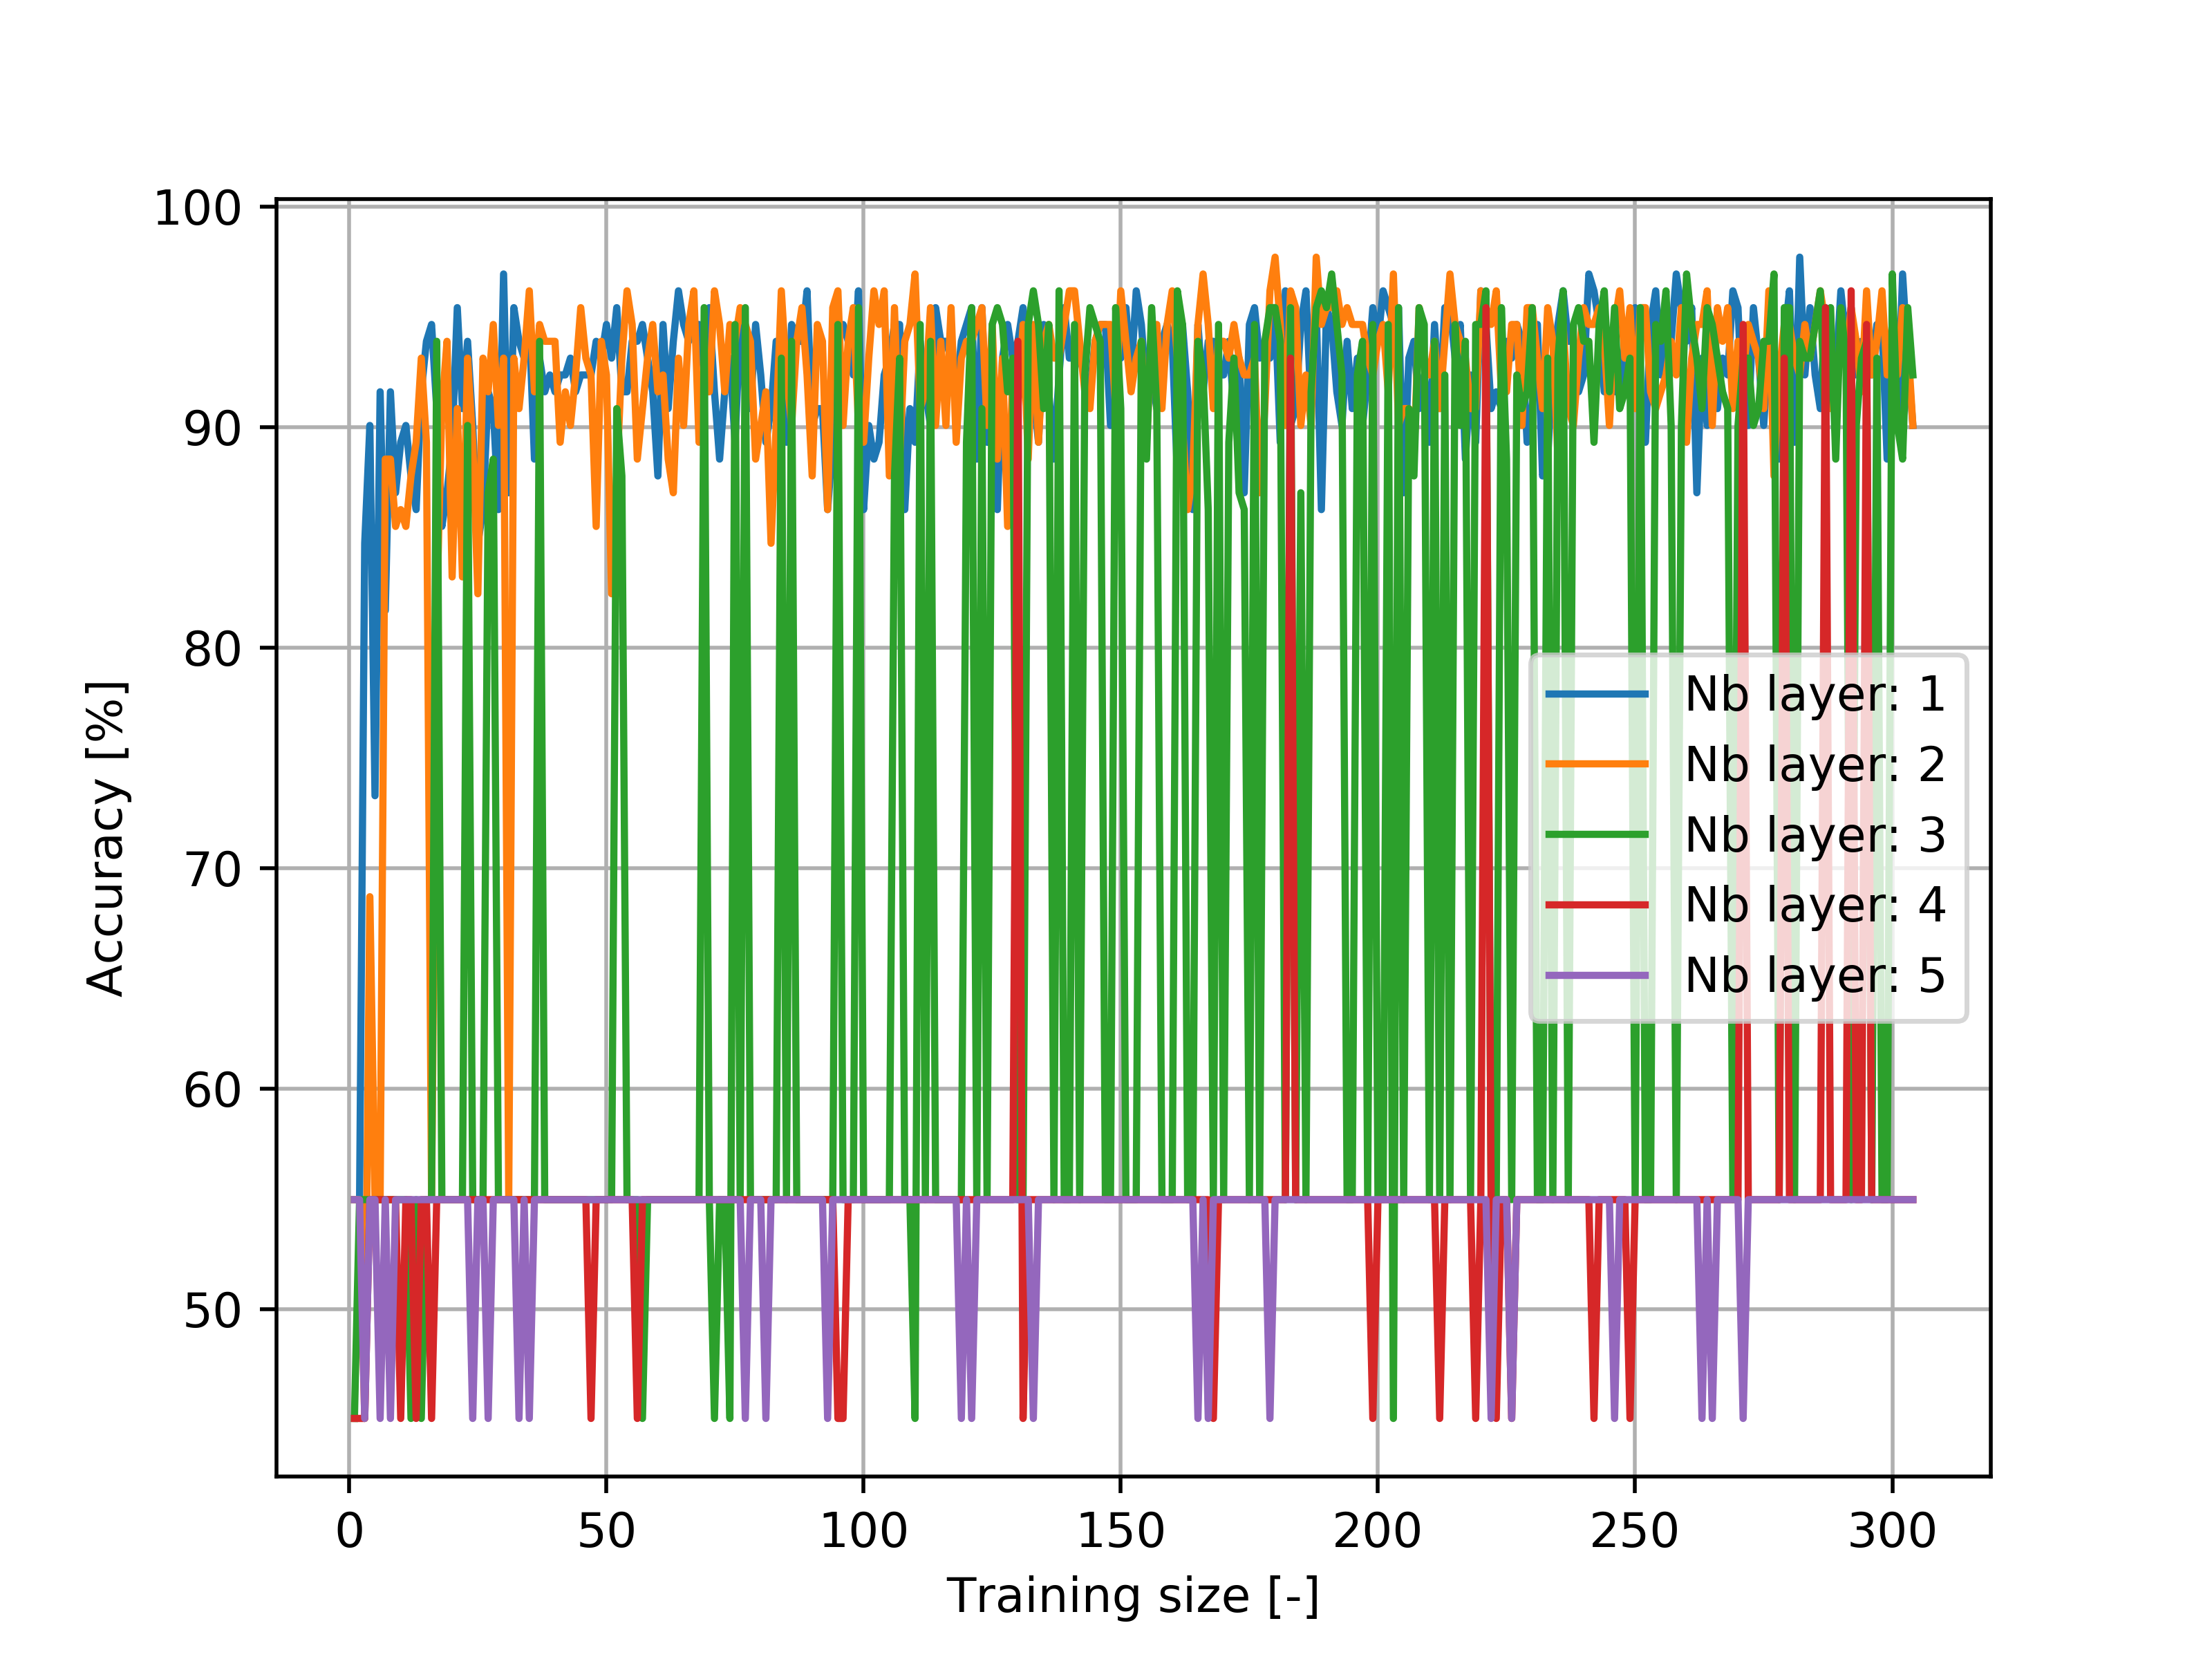 100
90
80
70
60
50
Accuracy [%]
Nb layer: 1
Nb layer: 2
Nb layer: 3
Nb layer: 4
Nb layer: 5
0 50 100 150 200 250 300
Training size [-]